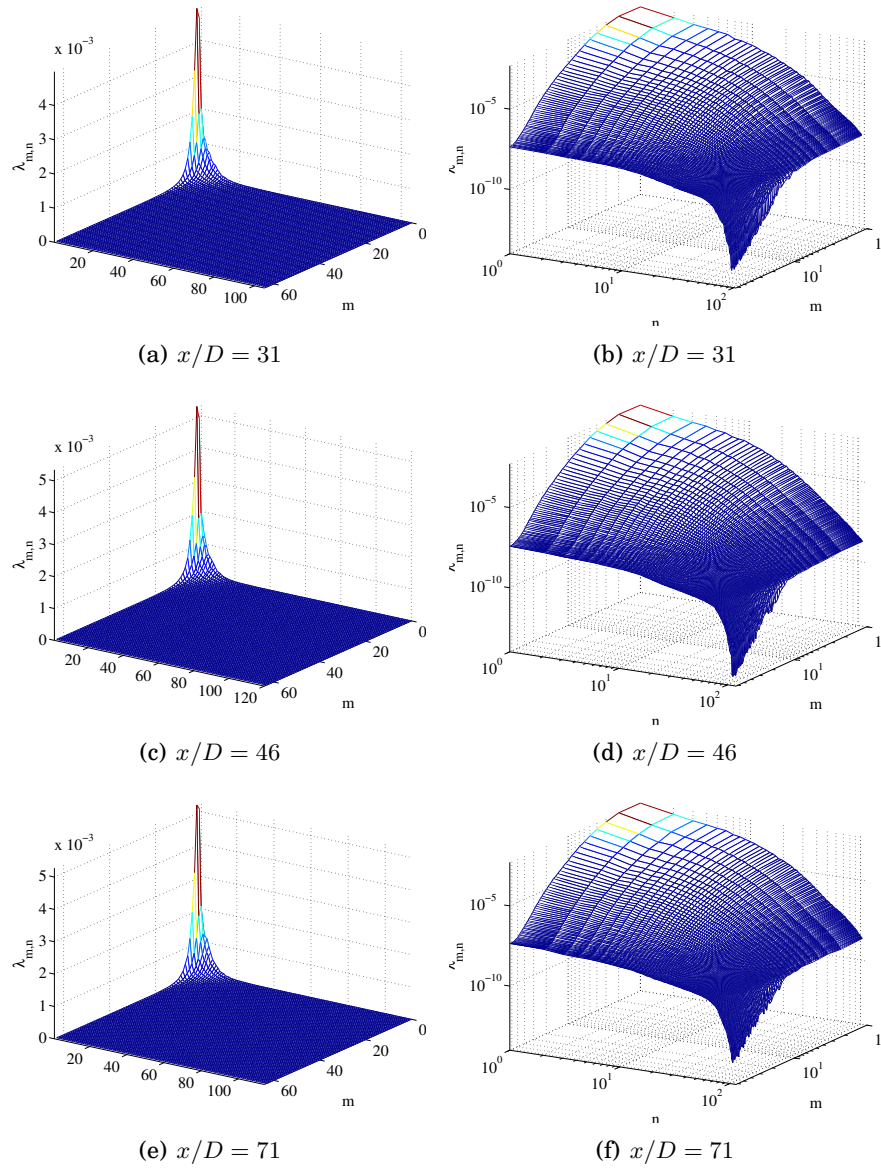 x 10⁻³
4
3
2
1
0
λm,n
20
40
60
80
100
60
40
20
0
m
(a) x/D = 31
10⁻⁵
10⁻¹⁰
λm,n
10⁰
10¹
10²
10¹
1
m
n
(b) x/D = 31
x 10⁻³
5
4
3
2
1
0
λm,n
20
40
60
80
100
120
60
40
20
0
m
(c) x/D = 46
10⁻⁵
10⁻¹⁰
λm,n
10⁰
10¹
10²
10¹
1
m
n
(d) x/D = 46
x 10⁻³
5
4
3
2
1
0
λm,n
20
40
60
80
100
60
40
20
0
m
(e) x/D = 71
10⁻⁵
10⁻¹⁰
λm,n
10⁰
10¹
10²
10¹
1
m
n
(f) x/D = 71